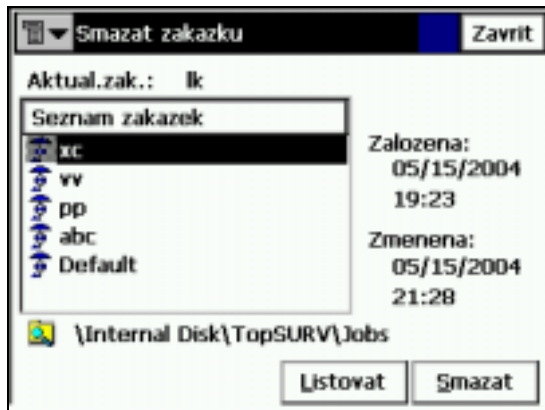 Smazat zakazku
Zavrit
Aktual.zak.: lk
Seznam zakazek
xc
vv
pp
abc
Default
Zalozena:
05/15/2004
19:23
Zmenena:
05/15/2004
21:28
\Internal Disk\TopSURV\Jobs
Listovat
Smazat